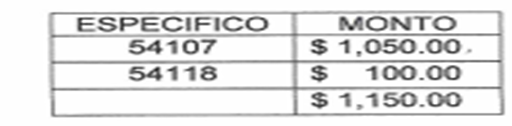 ESPECIFICO MONTO
54107 $ 1,050.00
54118 $ 100.00
$ 1,150.00